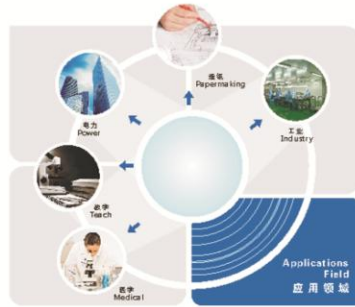 造纸
Papermaking
电力
Power
工业
Industry
教学
Teach
医学
Medical
Applications
Field
应用领域